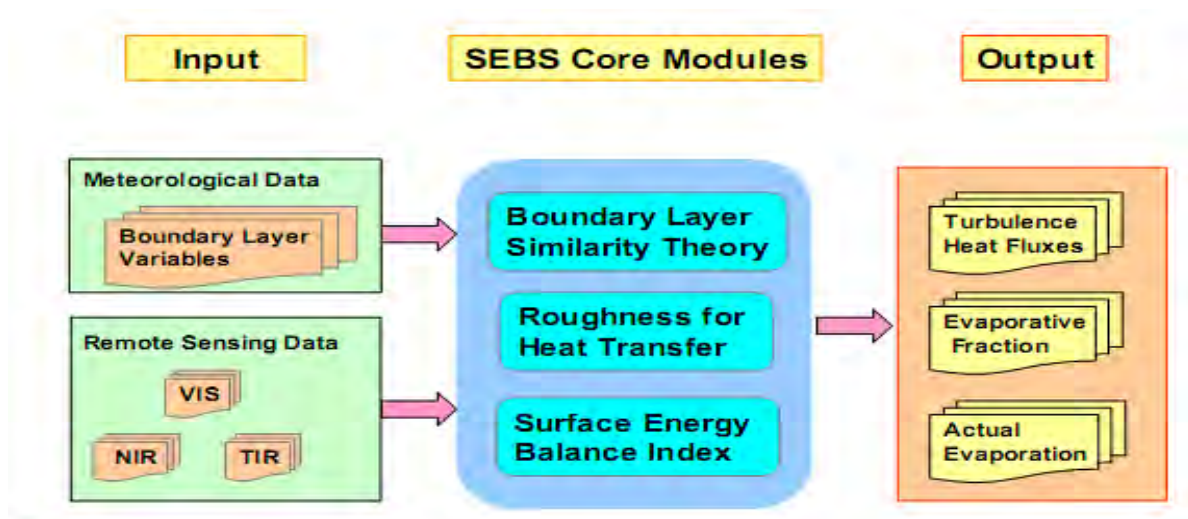 Input
SEBS Core Modules
Output
Meteorological Data
Boundary Layer
Variables
Remote Sensing Data
VIS
NIR
TIR
Boundary Layer
Similarity Theory
Roughness for
Heat Transfer
Surface Energy
Balance Index
Turbulence
Heat Fluxes
Evaporative
Fraction
Actual
Evaporation